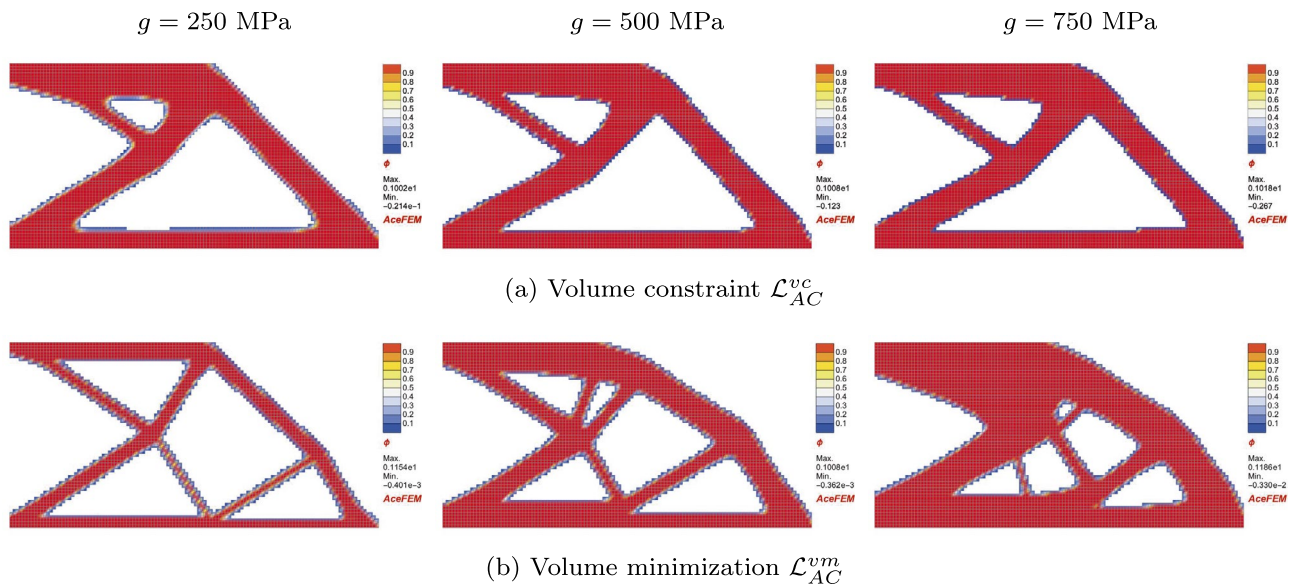 g = 250 MPa
g = 500 MPa
g = 750 MPa
0.9
0.8
0.7
0.6
0.5
0.4
0.3
0.2
0.1
ϕ
Max.
0.1002e1
Min.
−0.214e−1
AceFEM
0.9
0.8
0.7
0.6
0.5
0.4
0.3
0.2
0.1
ϕ
Max.
0.1008e1
Min.
−0.123
AceFEM
0.9
0.8
0.7
0.6
0.5
0.4
0.3
0.2
0.1
ϕ
Max.
0.1018e1
Min.
−0.267
AceFEM
(a) Volume constraint ℒ_{AC}^{vc}
0.9
0.8
0.7
0.6
0.5
0.4
0.3
0.2
0.1
ϕ
Max.
0.1154e1
Min.
−0.401e−3
AceFEM
0.9
0.8
0.7
0.6
0.5
0.4
0.3
0.2
0.1
ϕ
Max.
0.1008e1
Min.
−0.362e−3
AceFEM
0.9
0.8
0.7
0.6
0.5
0.4
0.3
0.2
0.1
ϕ
Max.
0.1186e1
Min.
−0.330e−2
AceFEM
(b) Volume minimization ℒ_{AC}^{vm}